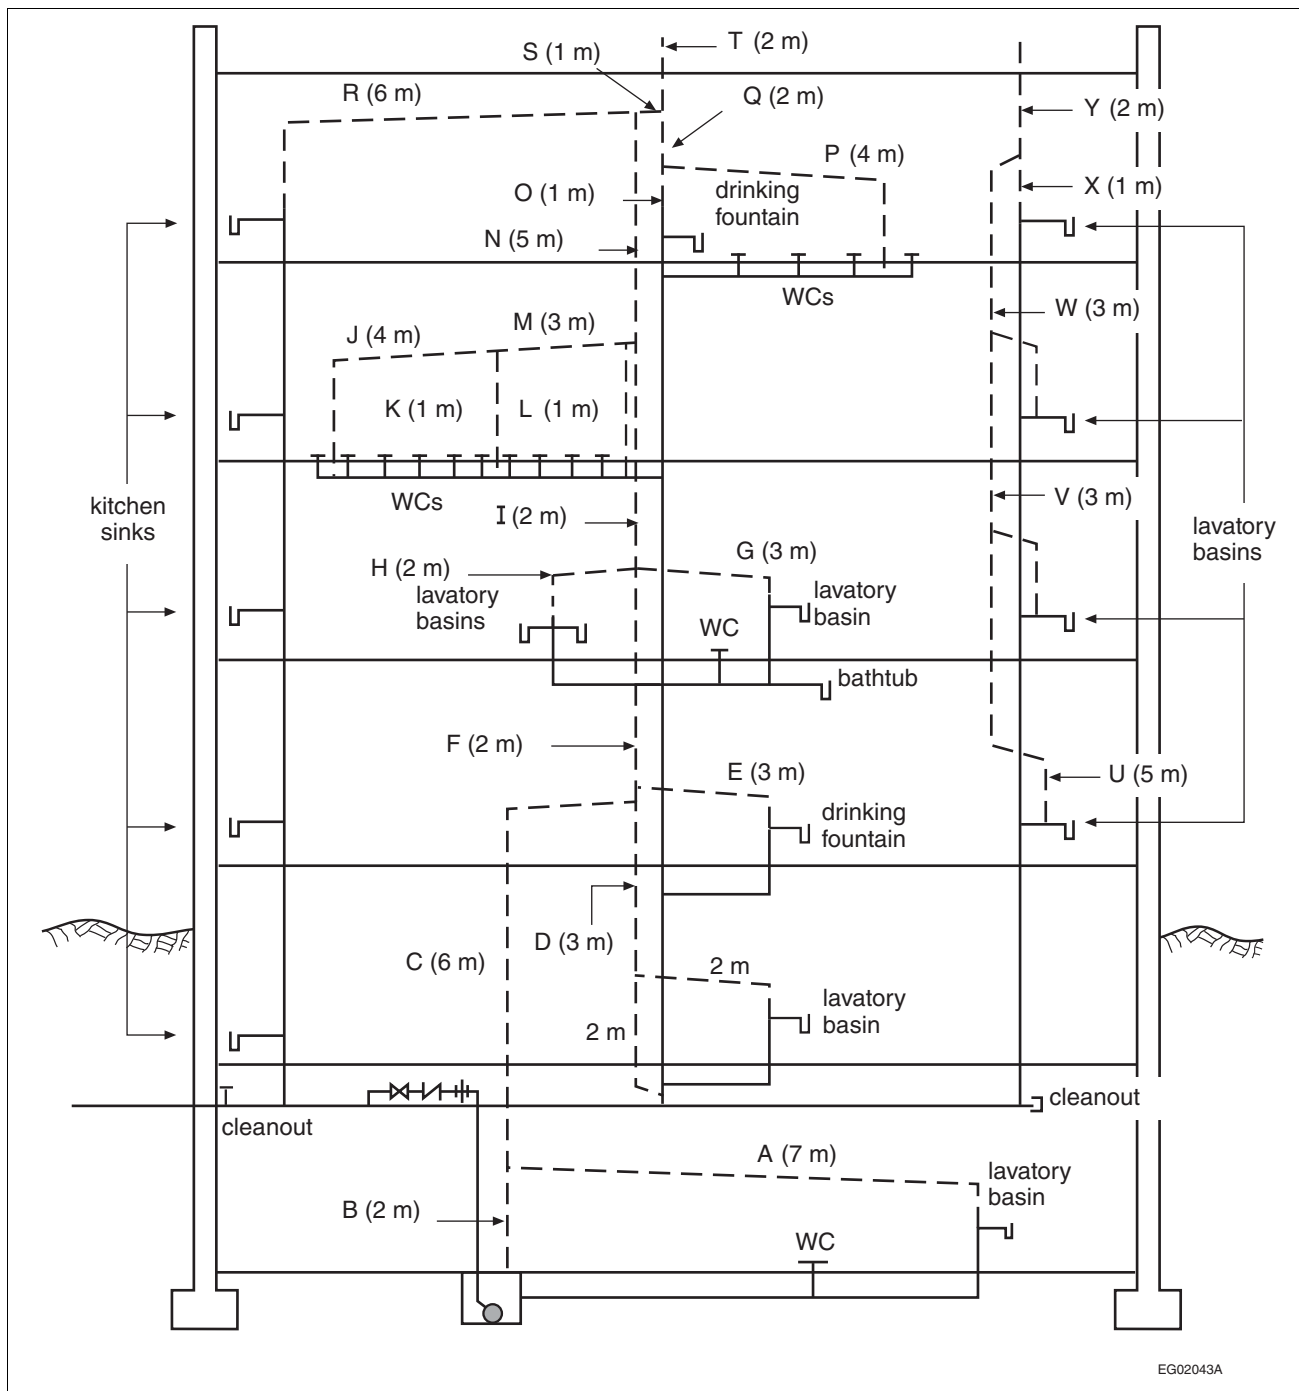 T (2 m)
S (1 m)
R (6 m)
Q (2 m)
Y (2 m)
P (4 m)
O (1 m)
drinking
fountain
X (1 m)
N (5 m)
WCs
W (3 m)
M (3 m)
J (4 m)
K (1 m)
L (1 m)
WCs
kitchen
sinks
I (2 m)
V (3 m)
lavatory
basins
G (3 m)
H (2 m)
lavatory
basins
lavatory
basin
WC
bathtub
F (2 m)
E (3 m)
U (5 m)
drinking
fountain
D (3 m)
C (6 m)
2 m
lavatory
basin
2 m
cleanout
cleanout
A (7 m)
lavatory
basin
B (2 m)
WC
EG02043A